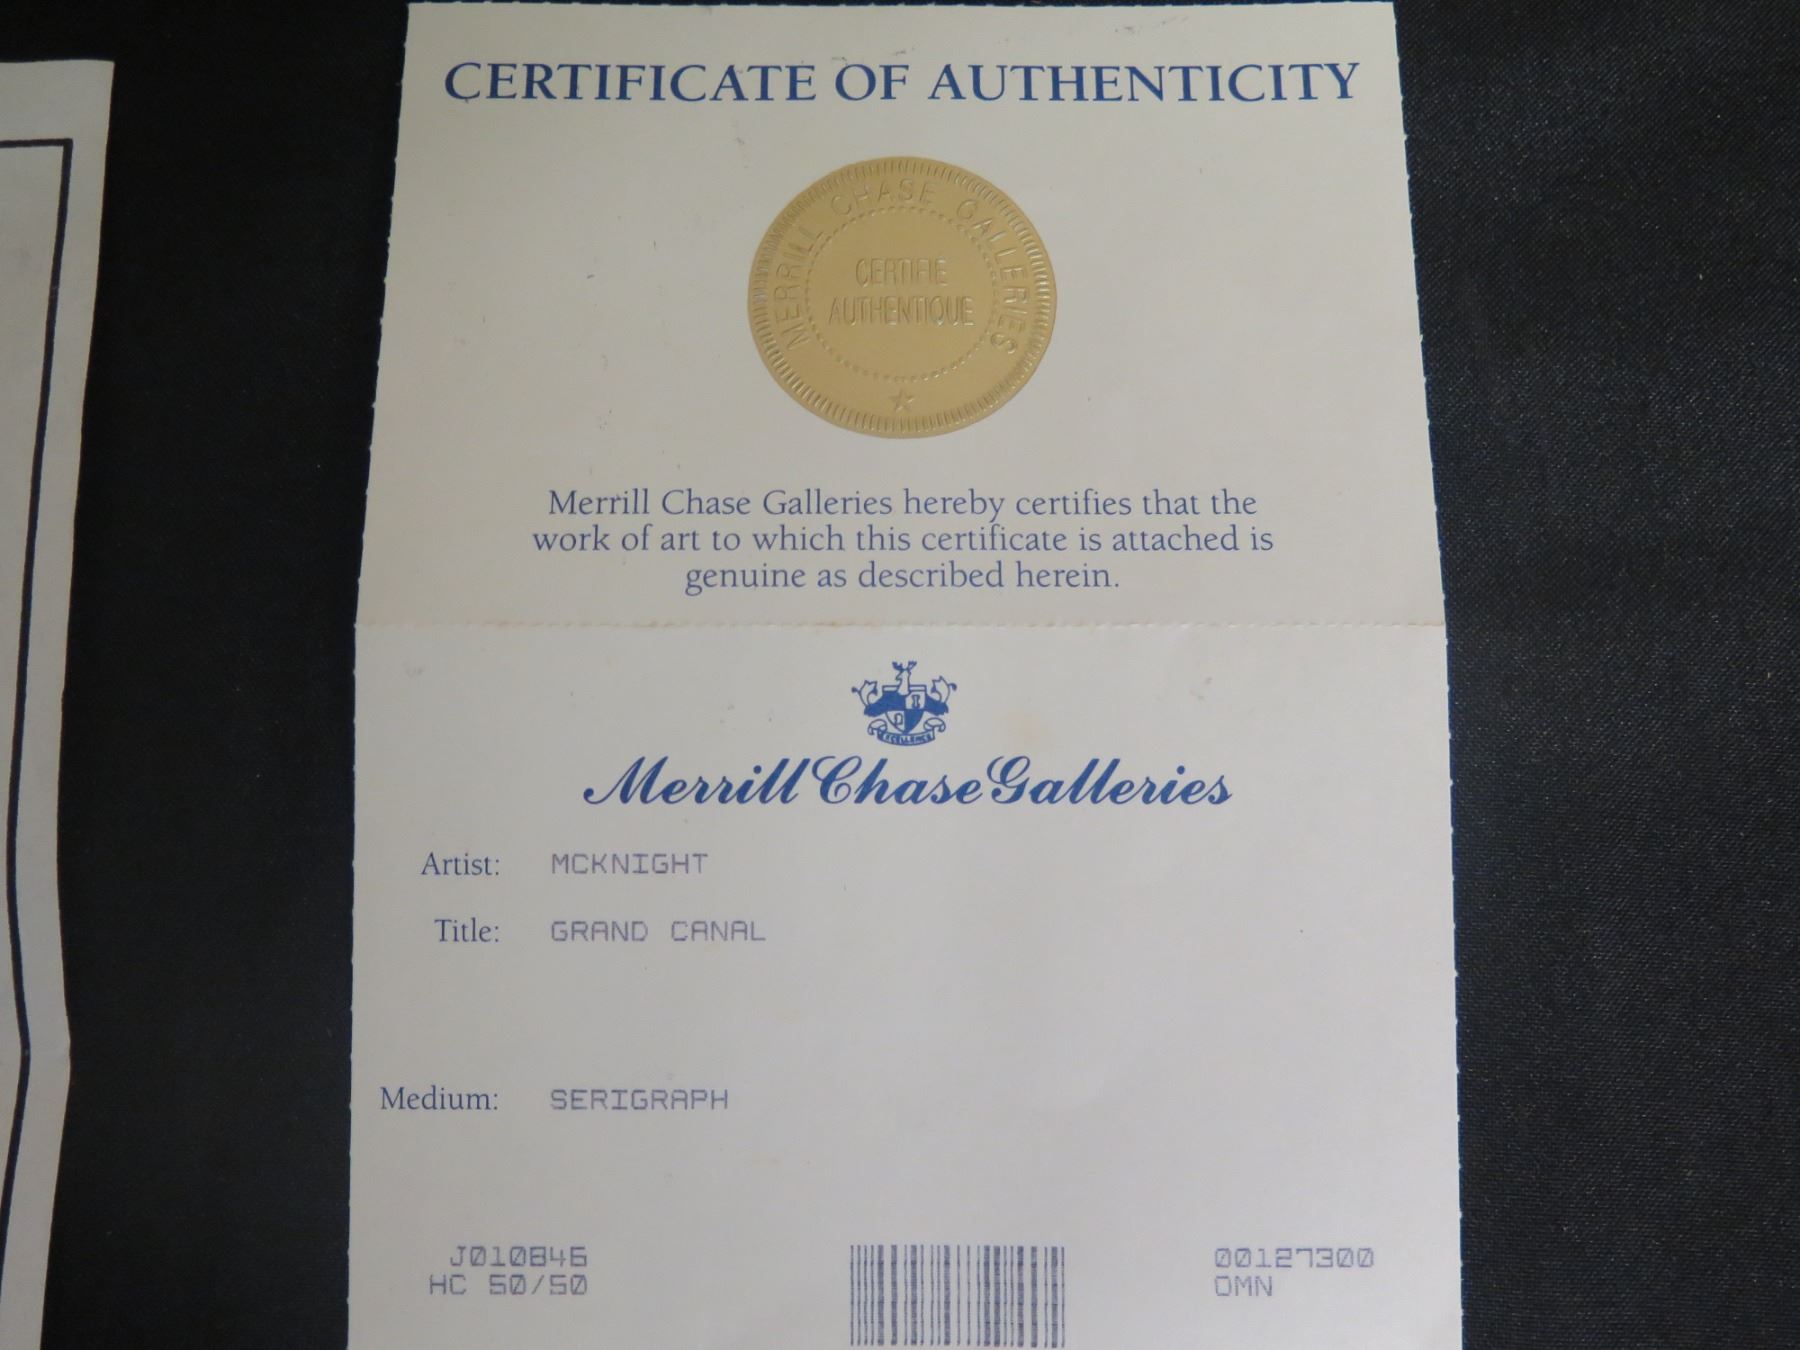 CERTIFICATE OF AUTHENTICITY
MERRILL CHASE GALLERIES
CERTIFIÉ
AUTHENTIQUE
Merrill Chase Galleries hereby certifies that the
work of art to which this certificate is attached is
genuine as described herein.
EXCELLENCE
Merrill Chase Galleries
Artist: MCKNIGHT
Title: GRAND CANAL
Medium: SERIGRAPH
J010846
HC 50/50
00127300
OMN